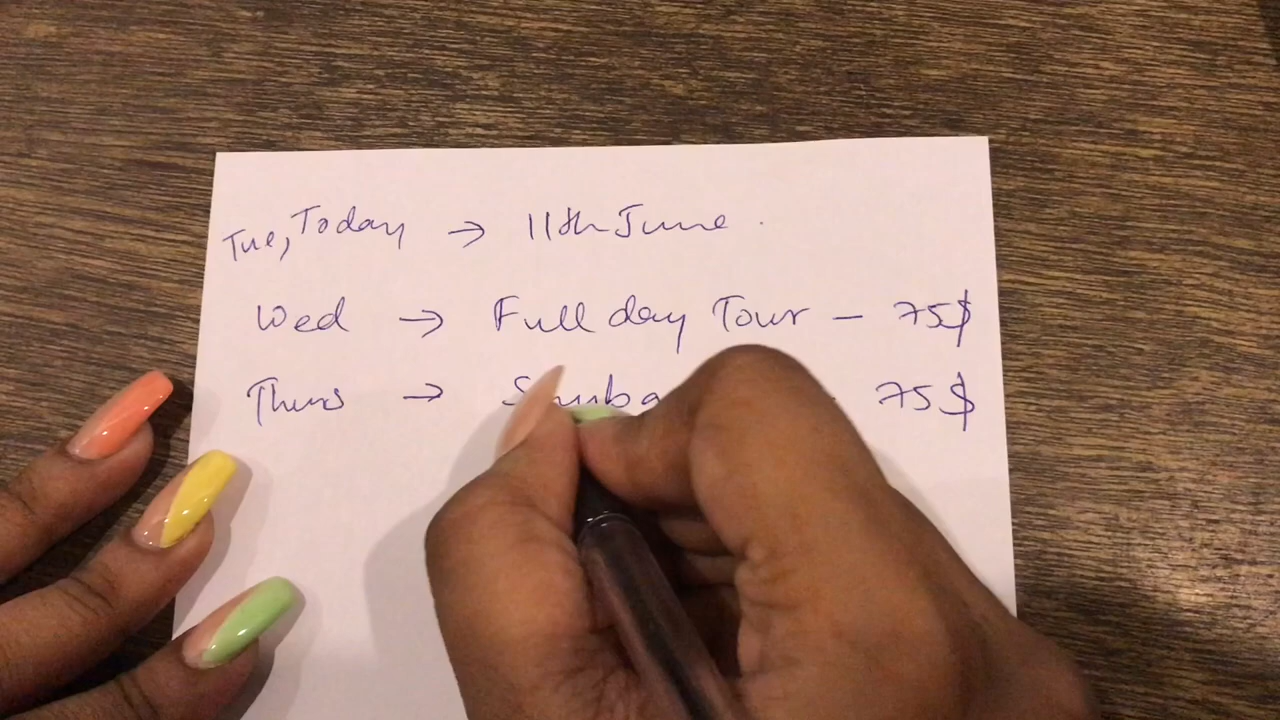 Tue, Today → 11th June.
Wed → Full day Tour - 75$
Thurs → 75$